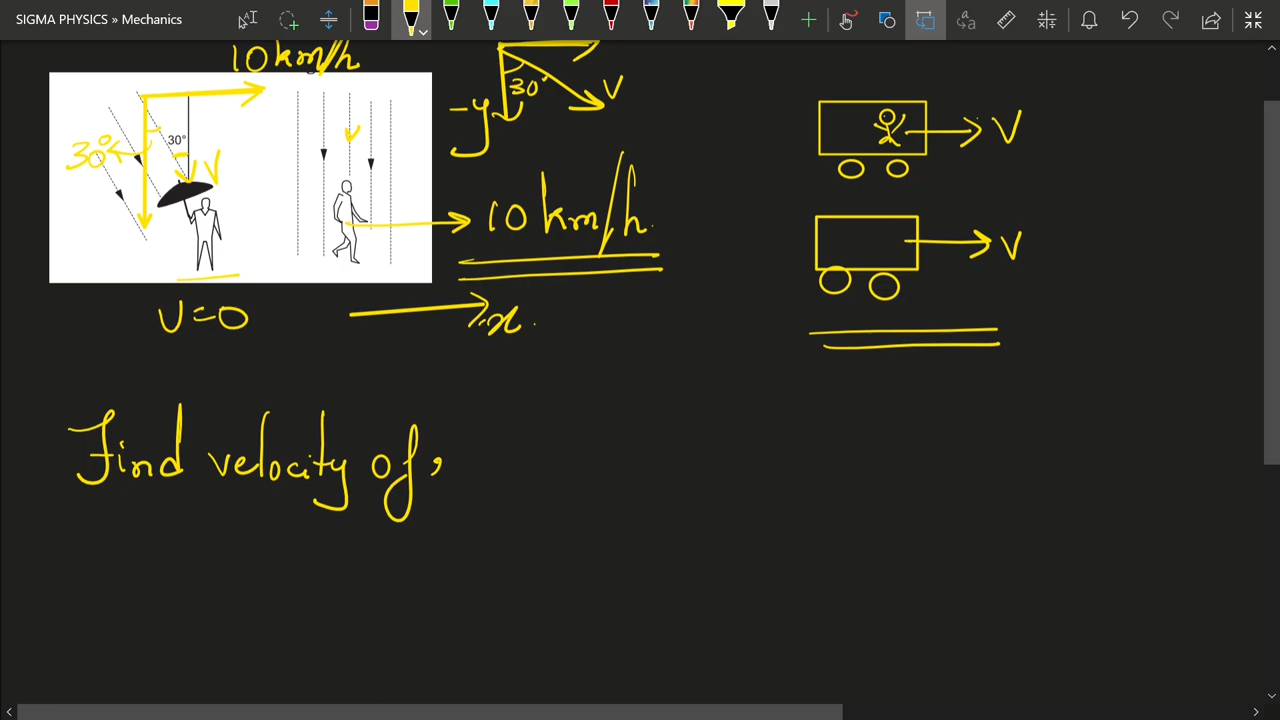 SIGMA PHYSICS » Mechanics
10 km/h
30°
V
-y
30°
30°
V
V
10 km/h.
V
V
V=0
x.
Find velocity of,